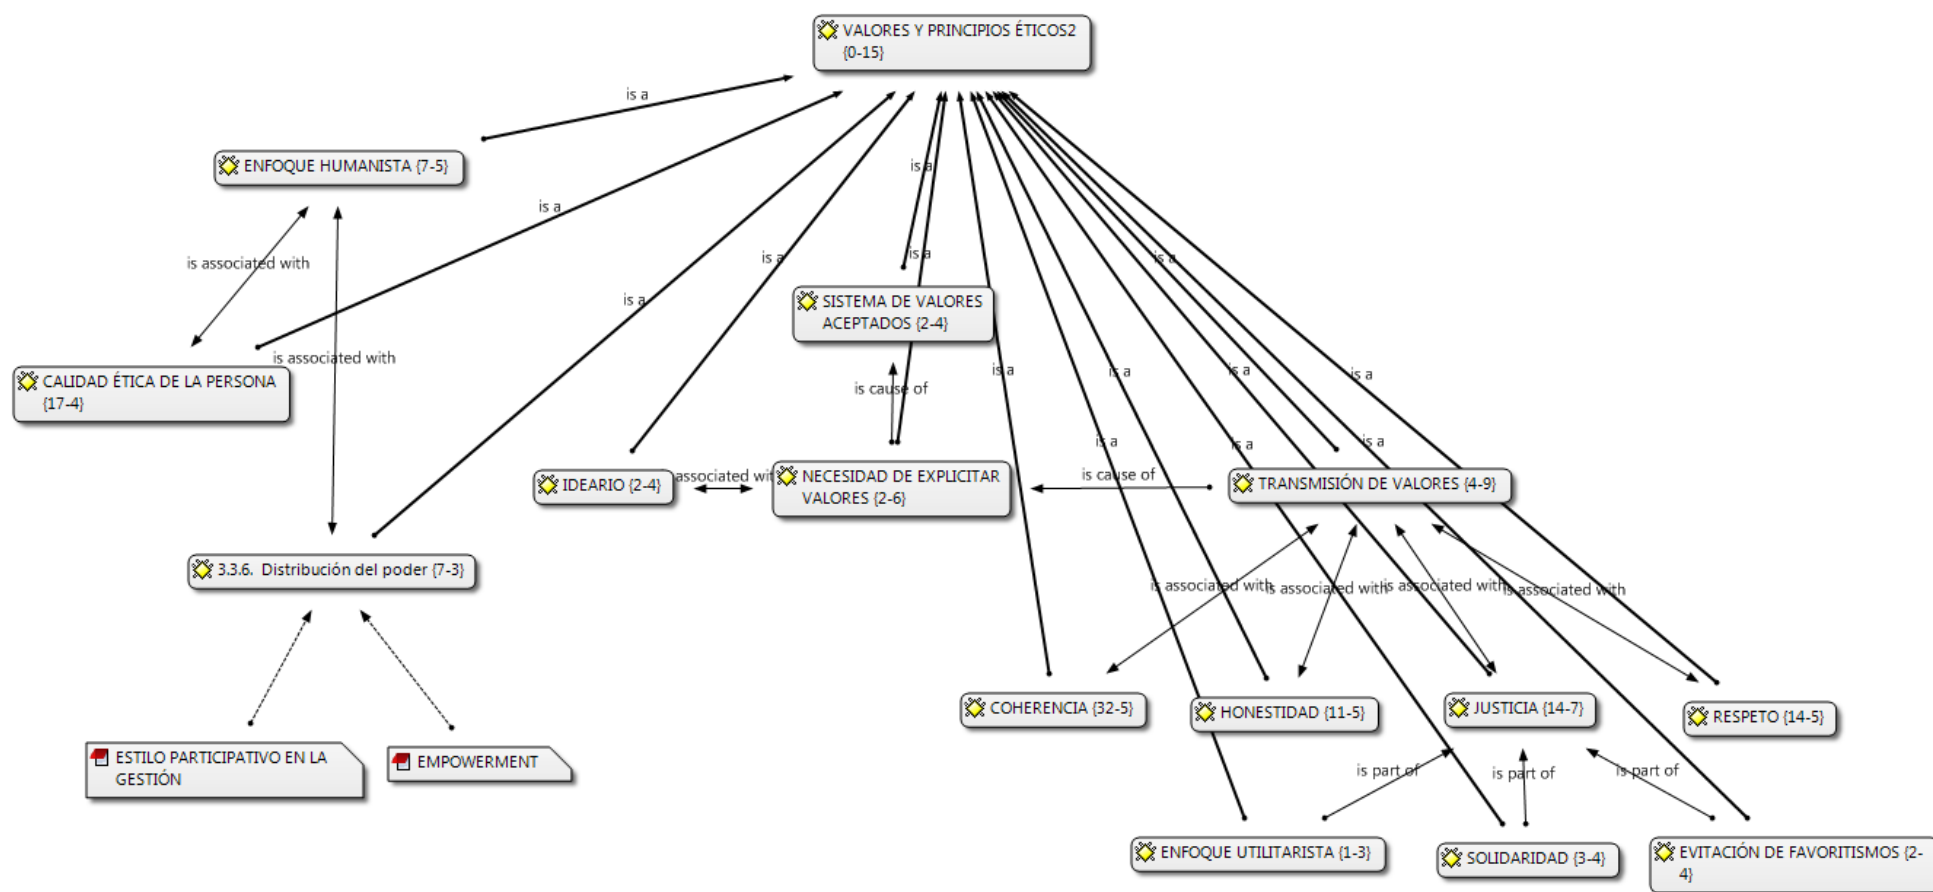 VALORES Y PRINCIPIOS ÉTICOS2
{0-15}
is a
ENFOQUE HUMANISTA {7-5}
is a
is a
is a
is a
is a
is a
is associated with
SISTEMA DE VALORES
ACEPTADOS {2-4}
is a
is associated with
CALIDAD ÉTICA DE LA PERSONA
{17-4}
is cause of
is a
is a
is a
is a
is a
is a
is a
IDEARIO {2-4}
associated with
NECESIDAD DE EXPLICITAR
VALORES {2-6}
is cause of
TRANSMISIÓN DE VALORES {4-9}
3.3.6. Distribución del poder {7-3}
is associated with
is associated with
is associated with
is associated with
COHERENCIA {32-5}
HONESTIDAD {11-5}
JUSTICIA {14-7}
RESPETO {14-5}
ESTILO PARTICIPATIVO EN LA
GESTIÓN
EMPOWERMENT
is part of
is part of
is part of
ENFOQUE UTILITARISTA {1-3}
SOLIDARIDAD {3-4}
EVITACIÓN DE FAVORITISMOS {2-
4}